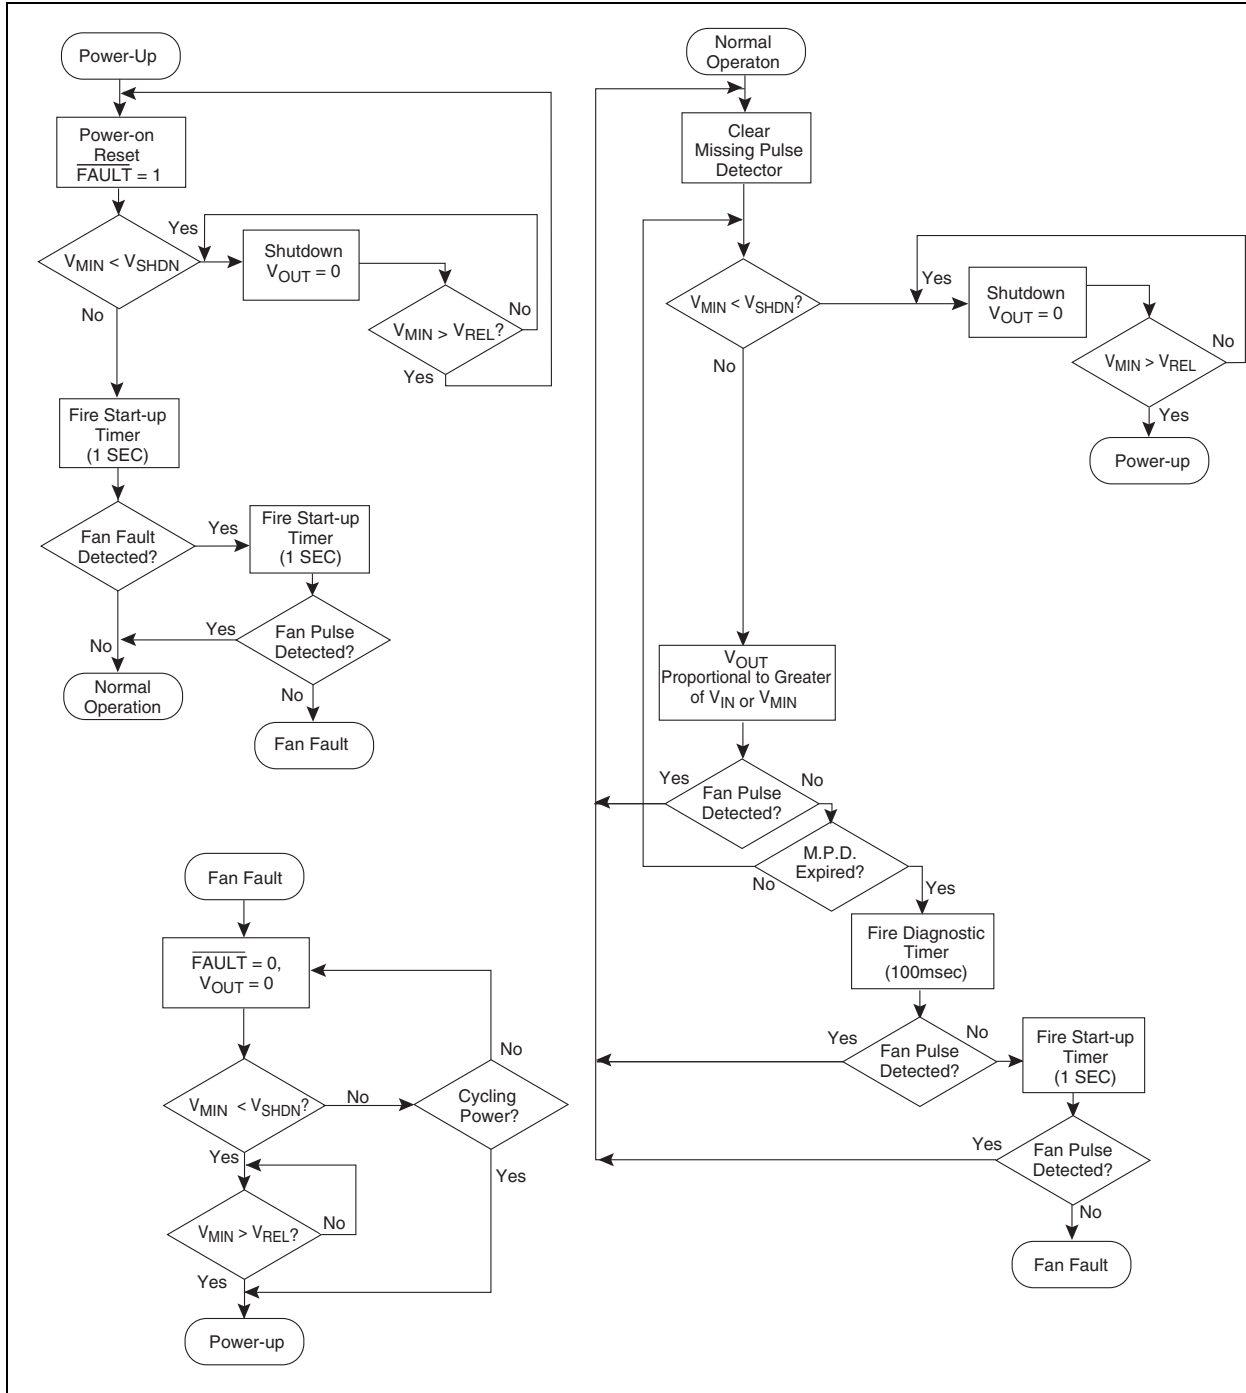 Power-Up
Power-on
Reset
FAULT = 1
Yes
VMIN < VSHDN
Shutdown
VOUT = 0
No
VMIN > VREL?
No
Yes
Fire Start-up
Timer
(1 SEC)
Fan Fault
Detected?
Yes
Fire Start-up
Timer
(1 SEC)
No
Yes
Fan Pulse
Detected?
Normal
Operation
No
Fan Fault
Fan Fault
FAULT = 0,
VOUT = 0
No
VMIN < VSHDN?
No
Cycling
Power?
Yes
Yes
VMIN > VREL?
No
Yes
Power-up
Normal
Operaton
Clear
Missing Pulse
Detector
VMIN < VSHDN?
Yes
Shutdown
VOUT = 0
No
VMIN > VREL
No
Yes
Power-up
VOUT
Proportional to Greater
of VIN or VMIN
Yes
No
Fan Pulse
Detected?
M.P.D.
Expired?
No
Yes
Fire Diagnostic
Timer
(100msec)
Yes
No
Fan Pulse
Detected?
Fire Start-up
Timer
(1 SEC)
Yes
Fan Pulse
Detected?
No
Fan Fault